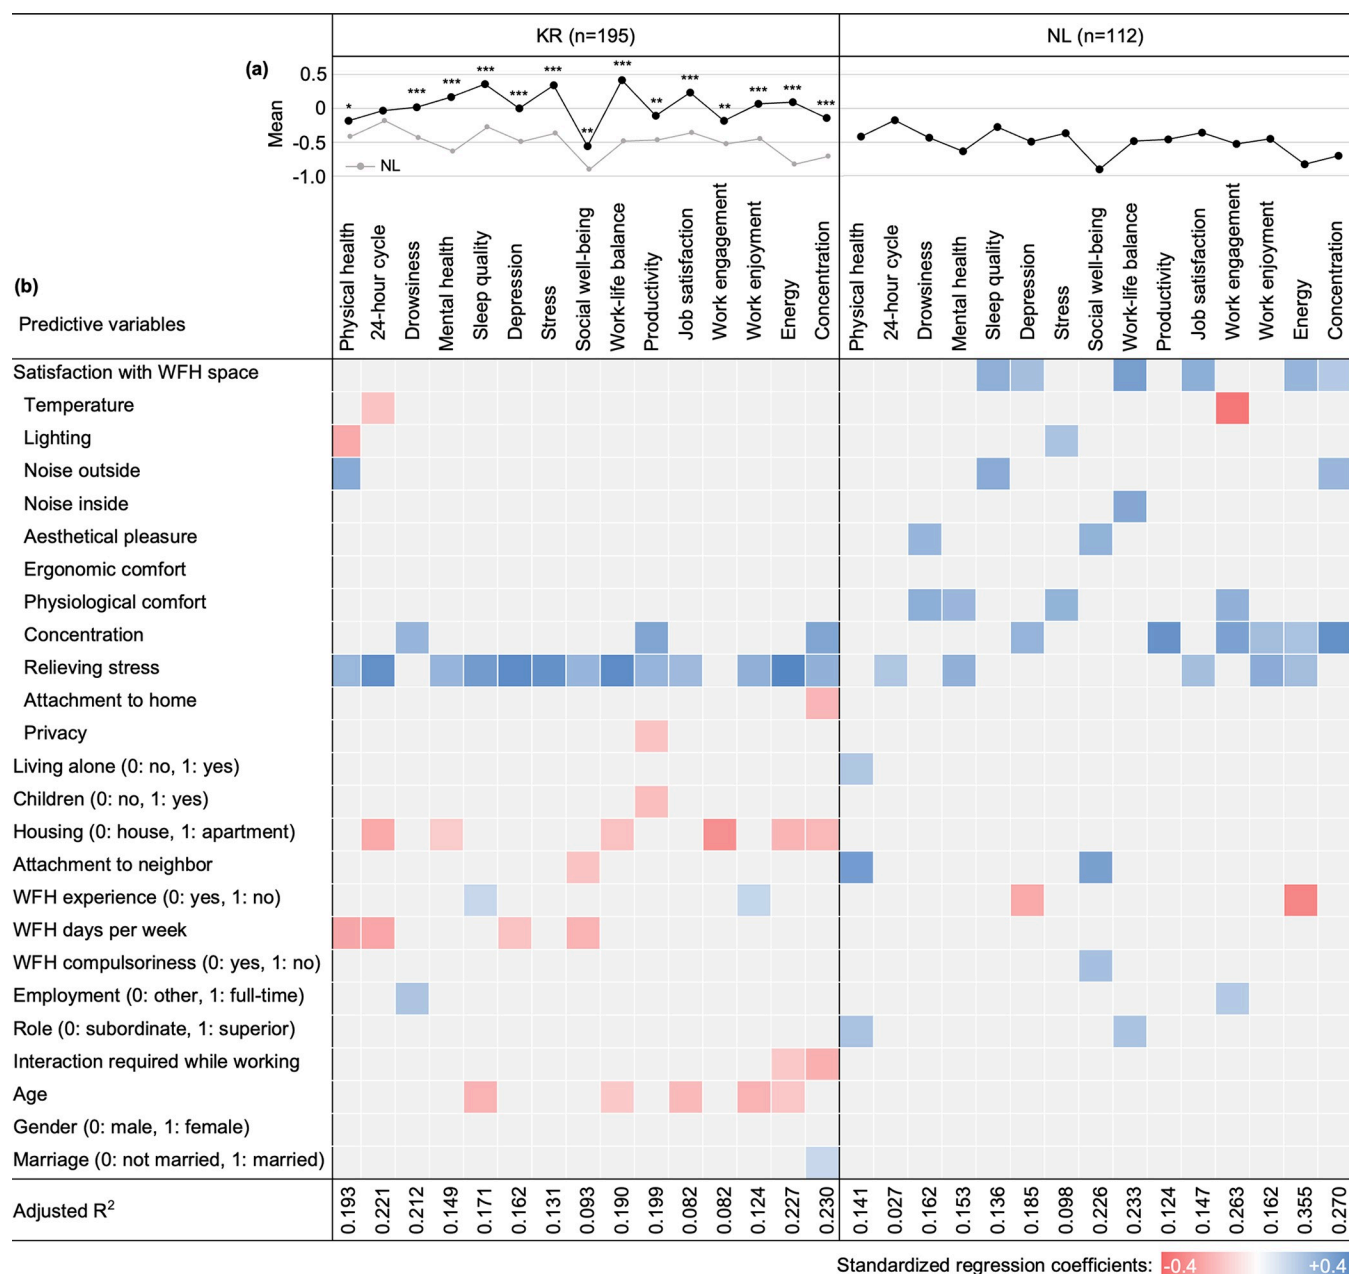 KR (n=195) NL (n=112)
(a)
0.5
0
-0.5
-1.0
Mean
* *** *** *** *** *** ** *** ** *** ** *** *** ***
NL
Physical health 24-hour cycle Drowsiness Mental health Sleep quality Depression Stress Social well-being Work-life balance Productivity Job satisfaction Work engagement Work enjoyment Energy Concentration Physical health 24-hour cycle Drowsiness Mental health Sleep quality Depression Stress Social well-being Work-life balance Productivity Job satisfaction Work engagement Work enjoyment Energy Concentration
(b)
Predictive variables
Satisfaction with WFH space
Temperature
Lighting
Noise outside
Noise inside
Aesthetical pleasure
Ergonomic comfort
Physiological comfort
Concentration
Relieving stress
Attachment to home
Privacy
Living alone (0: no, 1: yes)
Children (0: no, 1: yes)
Housing (0: house, 1: apartment)
Attachment to neighbor
WFH experience (0: yes, 1: no)
WFH days per week
WFH compulsoriness (0: yes, 1: no)
Employment (0: other, 1: full-time)
Role (0: subordinate, 1: superior)
Interaction required while working
Age
Gender (0: male, 1: female)
Marriage (0: not married, 1: married)
Adjusted R² 0.193 0.221 0.212 0.149 0.171 0.162 0.131 0.093 0.190 0.199 0.082 0.082 0.124 0.227 0.230 0.141 0.027 0.162 0.153 0.136 0.185 0.098 0.226 0.233 0.124 0.147 0.263 0.162 0.355 0.270
Standardized regression coefficients: -0.4 +0.4